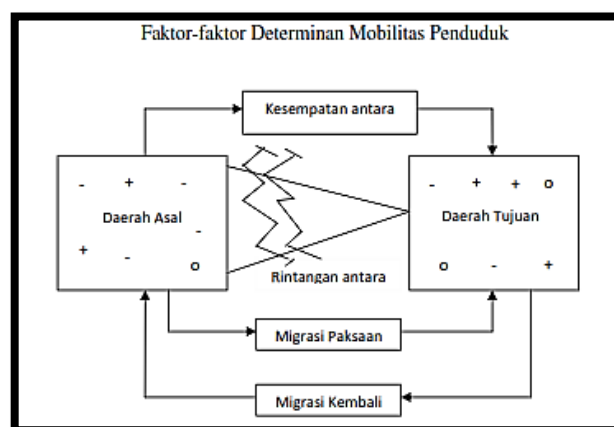 Faktor-faktor Determinan Mobilitas Penduduk
Kesempatan antara
- + -
- + + o
Daerah Asal
Daerah Tujuan
-
+ - o
o - +
Rintangan antara
Migrasi Paksaan
Migrasi Kembali